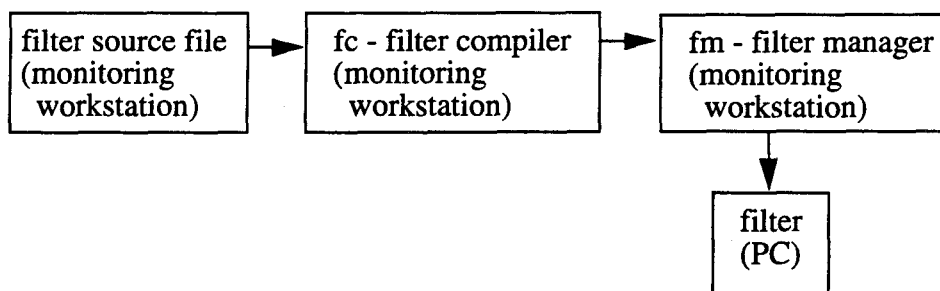 filter source file
(monitoring
workstation)
fc - filter compiler
(monitoring
workstation)
fm - filter manager
(monitoring
workstation)
filter
(PC)